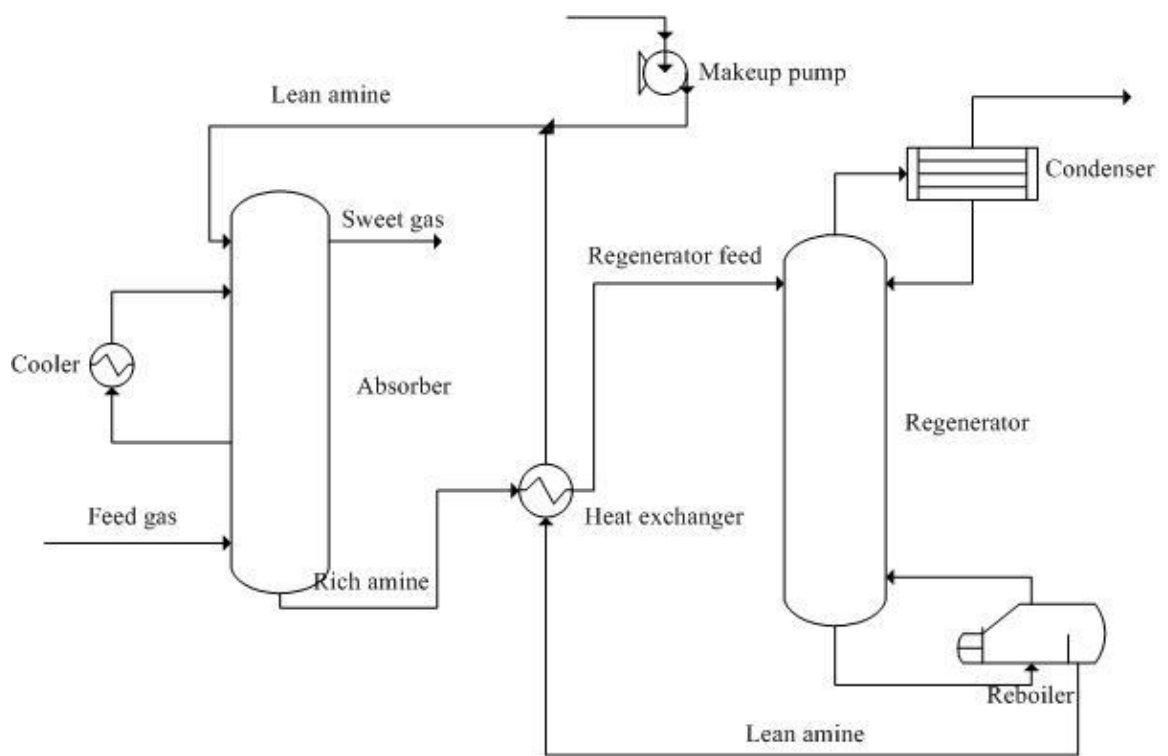 Makeup pump
Lean amine
Condenser
Sweet gas
Regenerator feed
Cooler
Absorber
Regenerator
Feed gas
Heat exchanger
Rich amine
Reboiler
Lean amine